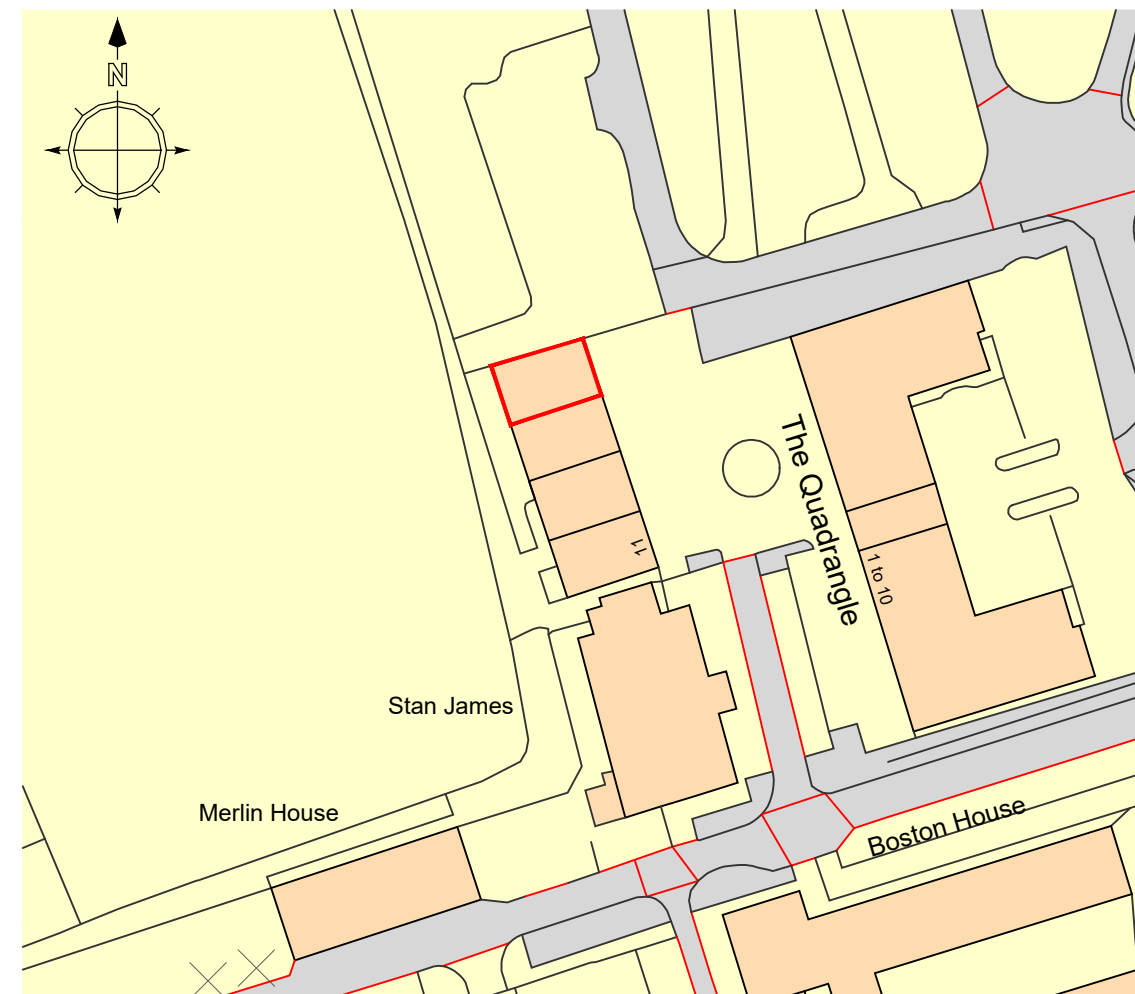 N
The Quadrangle
11
1 to 10
Stan James
Merlin House
Boston House